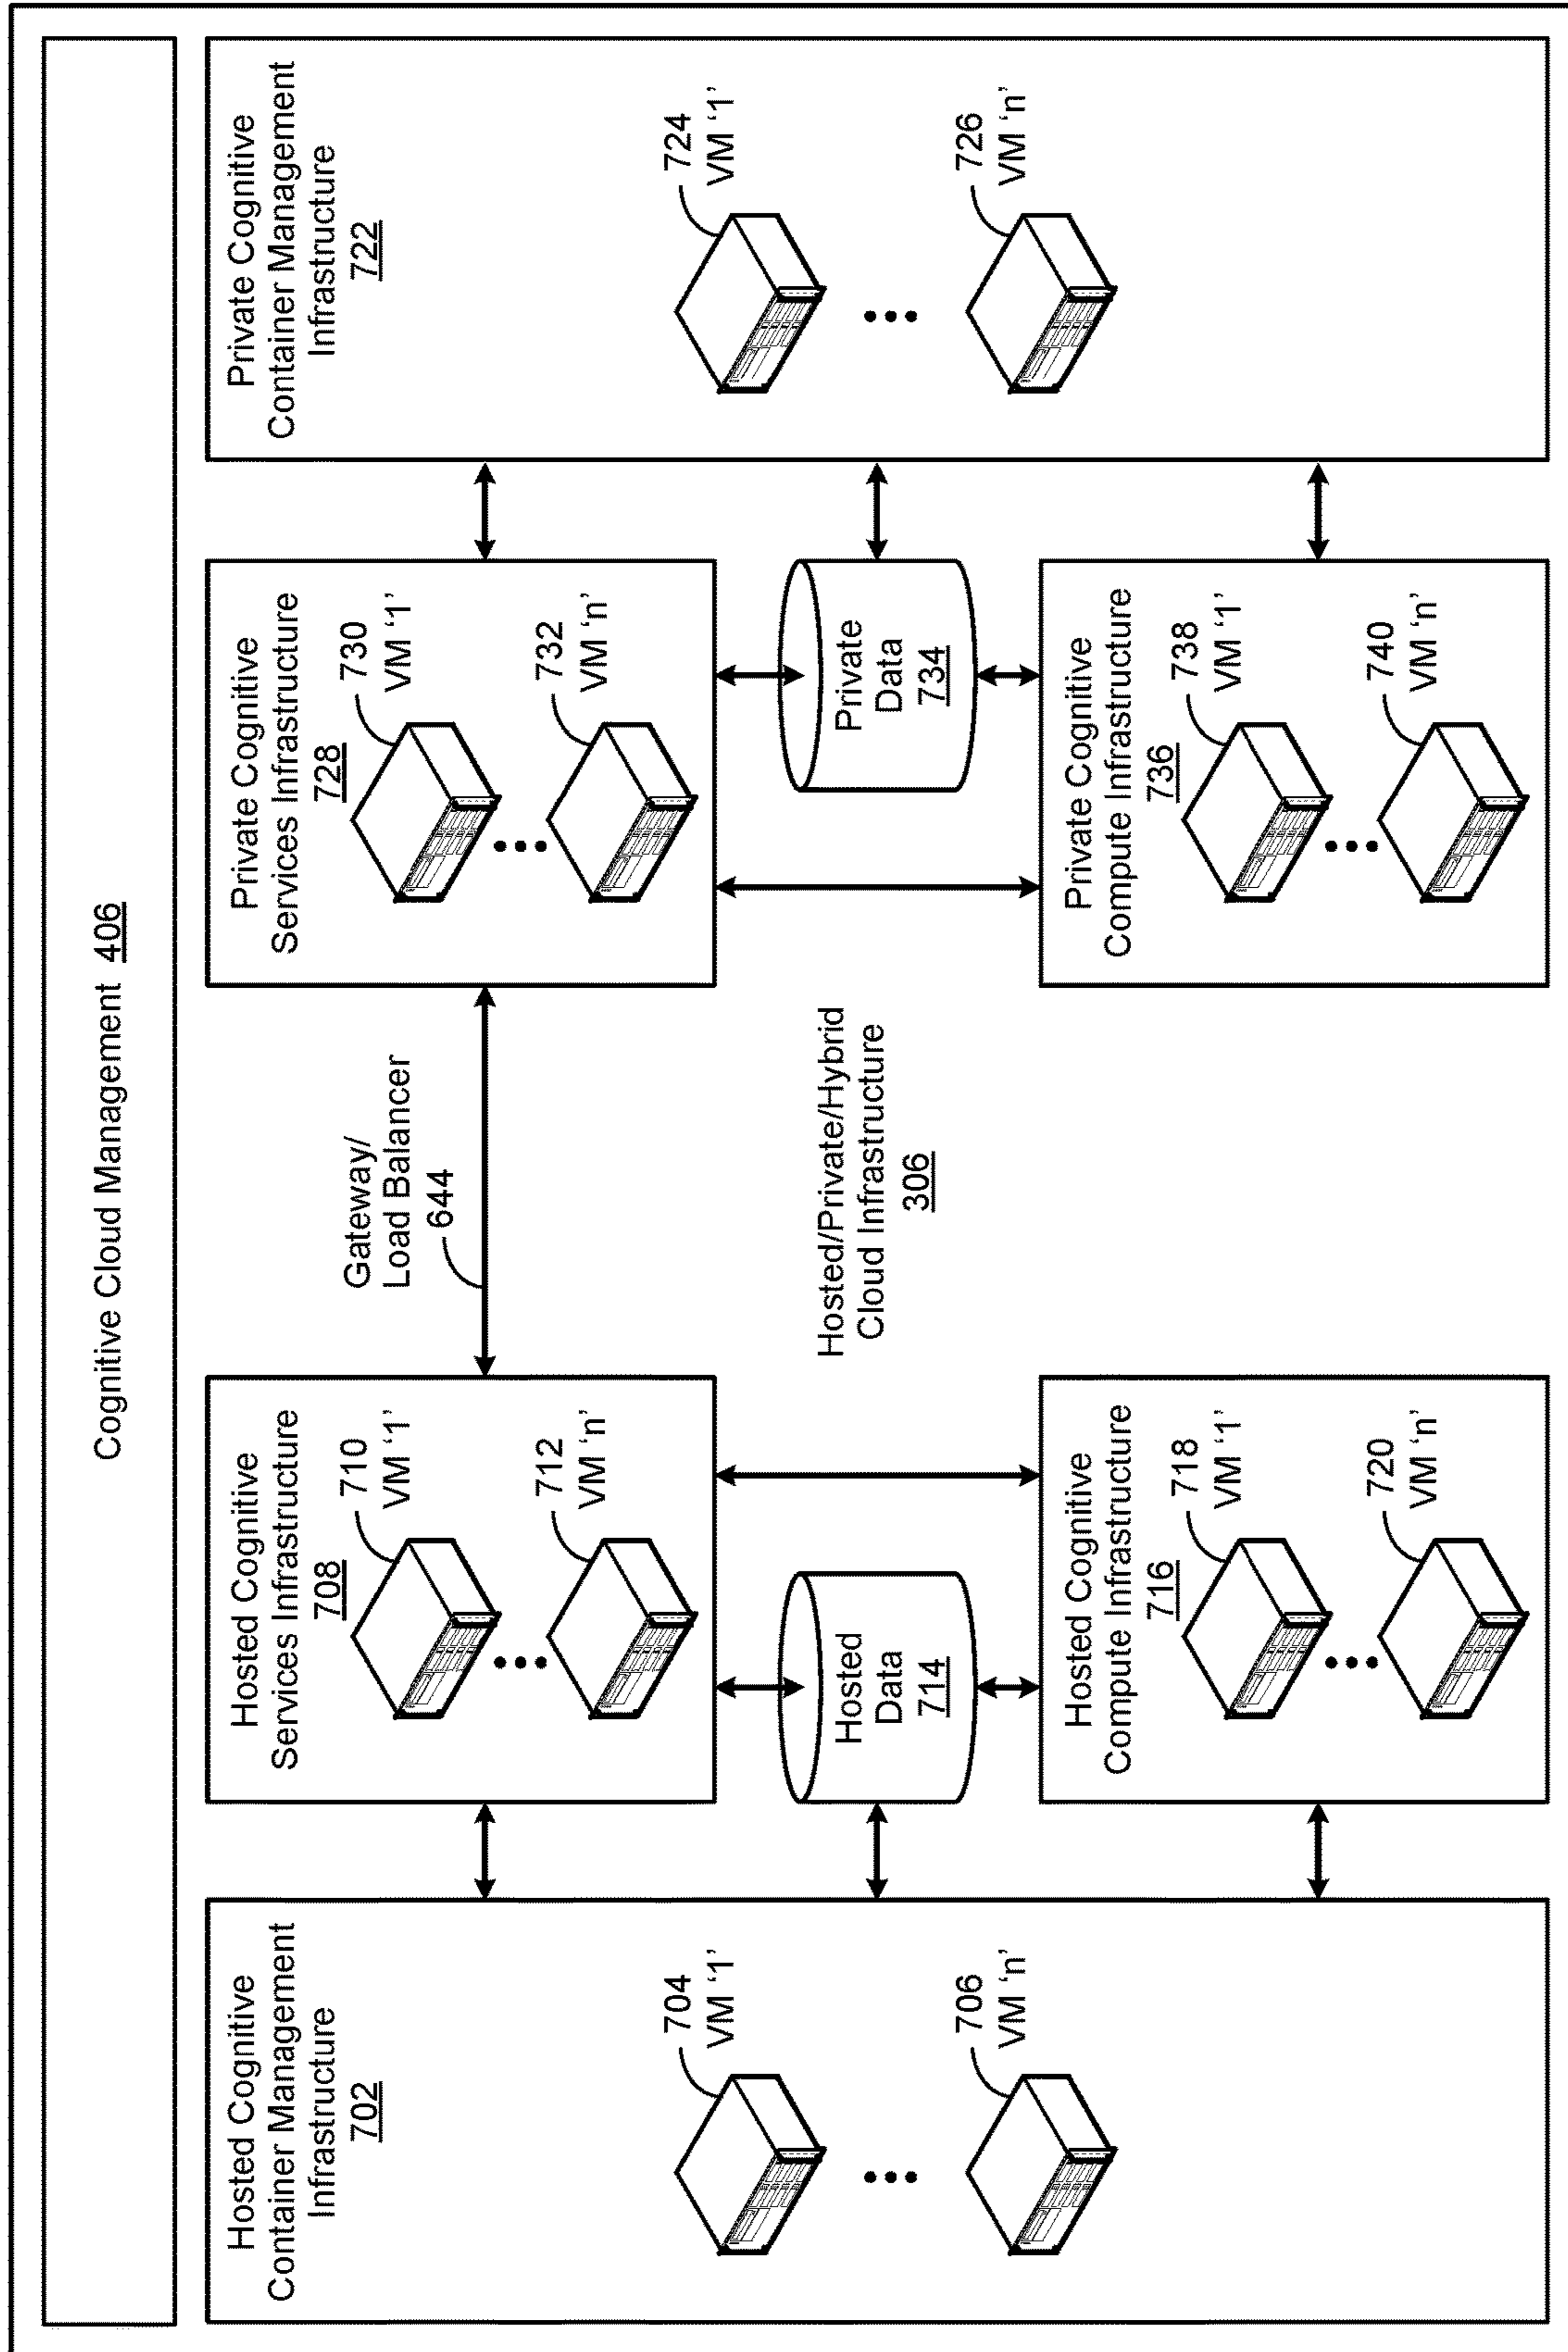 Cognitive Cloud Management 406
Hosted Cognitive
Container Management
Infrastructure
702
704
VM ‘1’
706
VM ‘n’
Hosted Cognitive
Services Infrastructure
708
710
VM ‘1’
712
VM ‘n’
Hosted
Data
714
Hosted Cognitive
Compute Infrastructure
716
718
VM ‘1’
720
VM ‘n’
Gateway/
Load Balancer
644
Hosted/Private/Hybrid
Cloud Infrastructure
306
Private Cognitive
Services Infrastructure
728
730
VM ‘1’
732
VM ‘n’
Private
Data
734
Private Cognitive
Compute Infrastructure
736
738
VM ‘1’
740
VM ‘n’
Private Cognitive
Container Management
Infrastructure
722
724
VM ‘1’
726
VM ‘n’